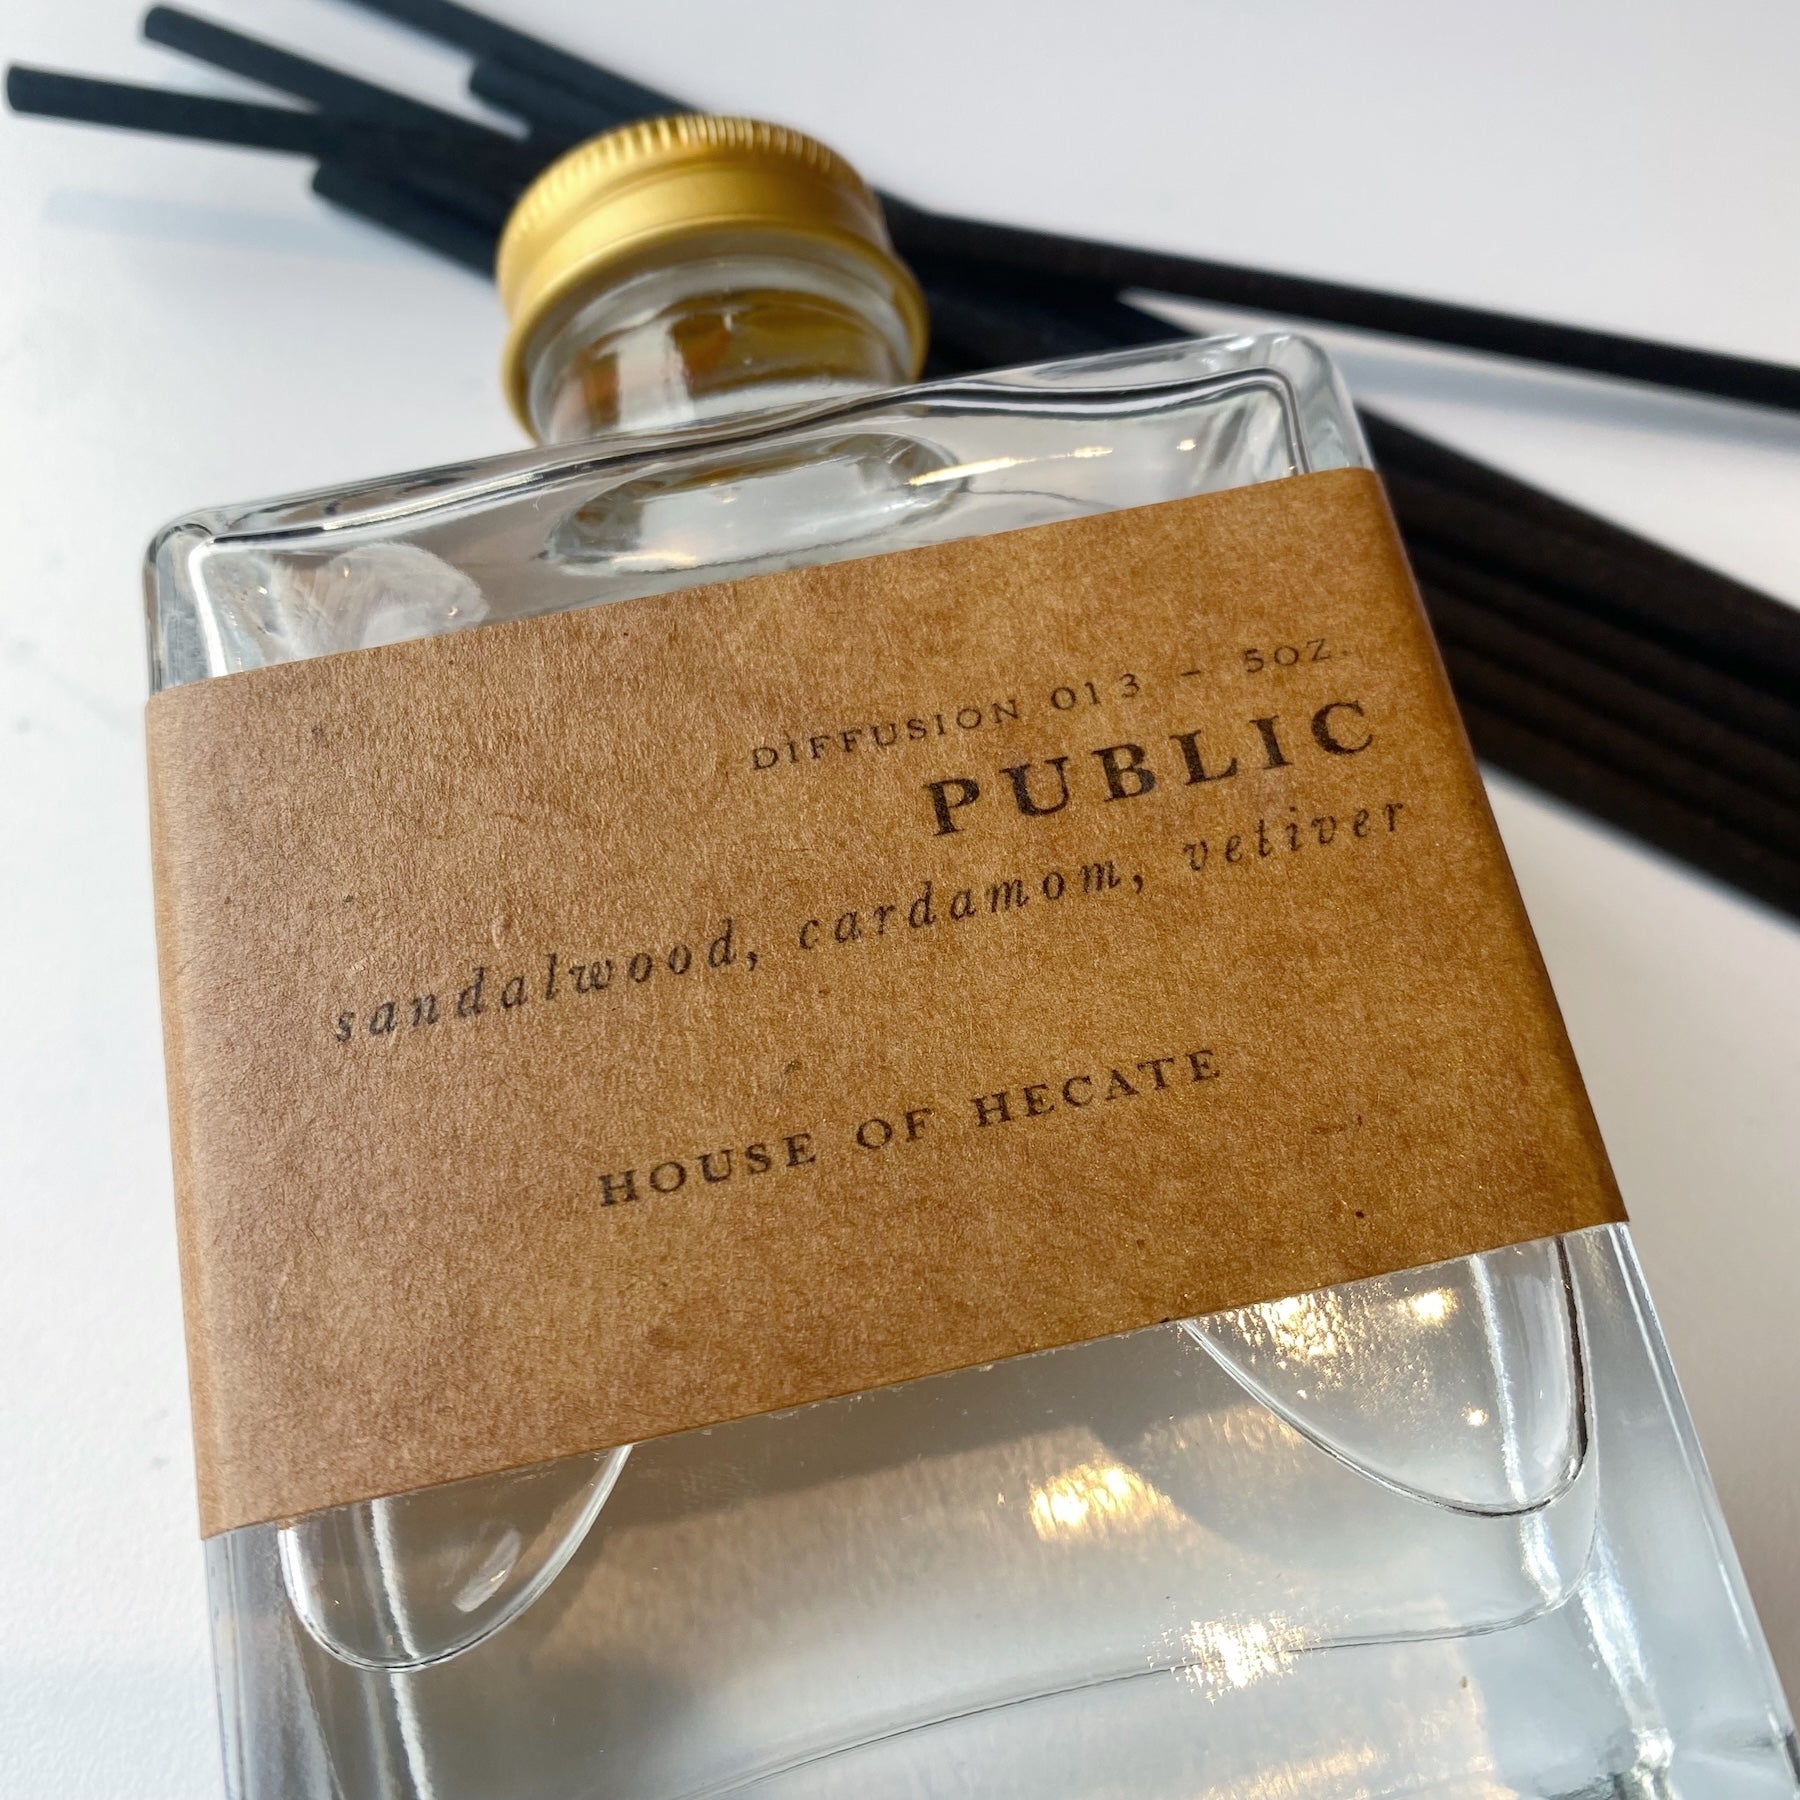 DIFFUSION 013 - 5OZ.
PUBLIC
sandalwood, cardamom, vetiver
HOUSE OF HECATE